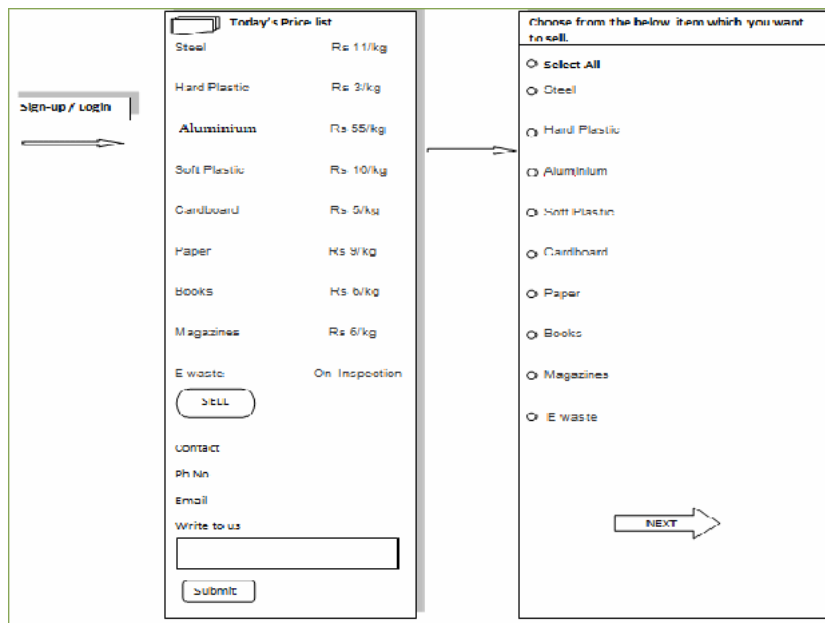 Sign-up / Login
Today's Price list
Steel Rs 11/kg
Hard Plastic Rs 3/kg
Aluminium Rs 55/kg
Soft Plastic Rs 10/kg
Cardboard Rs 5/kg
Paper Rs 9/kg
Books Rs 6/kg
Magazines Rs 6/kg
E waste On Inspection
SELL
Contact
Ph No
Email
Write to us
Submit
Choose from the below item which you want
to sell.
Select All
Steel
Hard Plastic
Aluminium
Soft Plastic
Cardboard
Paper
Books
Magazines
E waste
NEXT